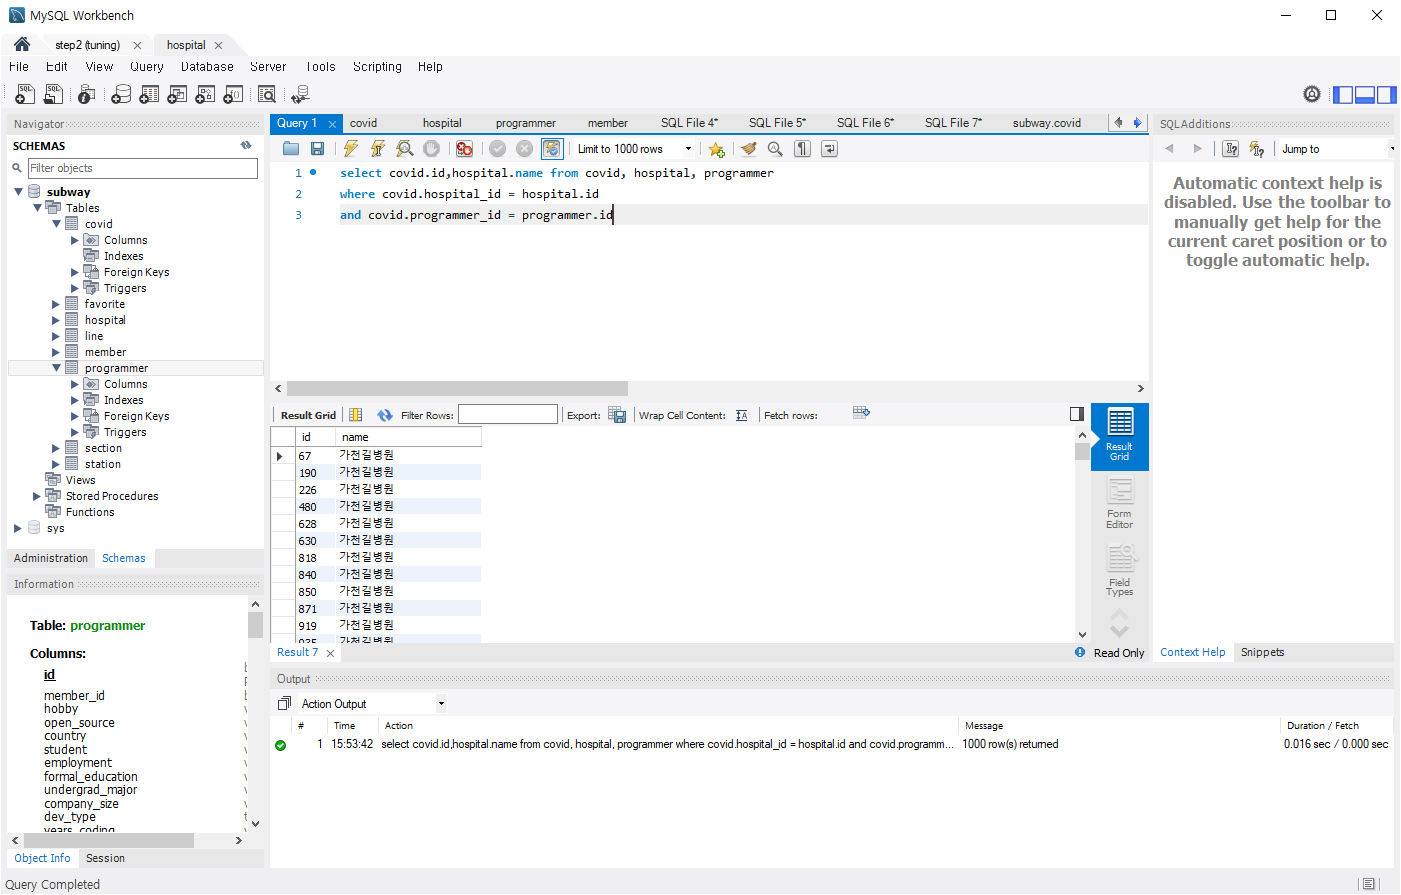 MySQL Workbench
step2 (tuning)
hospital
File Edit View Query Database Server Tools Scripting Help
Navigator
SCHEMAS
Filter objects
subway
Tables
covid
Columns
Indexes
Foreign Keys
Triggers
favorite
hospital
line
member
programmer
Columns
Indexes
Foreign Keys
Triggers
section
station
Views
Stored Procedures
Functions
sys
Administration Schemas
Information
Table: programmer
Columns:
id
member_id
hobby
open_source
country
student
employment
formal_education
undergrad_major
company_size
dev_type
years_coding
Object Info Session
Query Completed
Query 1 covid hospital programmer member SQL File 4* SQL File 5* SQL File 6* SQL File 7* subway.covid
Limit to 1000 rows
1 select covid.id,hospital.name from covid, hospital, programmer
2 where covid.hospital_id = hospital.id
3 and covid.programmer_id = programmer.id
Result Grid Filter Rows: Export: Wrap Cell Content: Fetch rows:
id name
67 가천길병원
190 가천길병원
226 가천길병원
480 가천길병원
628 가천길병원
630 가천길병원
818 가천길병원
840 가천길병원
850 가천길병원
871 가천길병원
919 가천길병원
935 가천길병원
Result Grid
Form Editor
Field Types
Result 7
Read Only
SQLAdditions
Jump to
Automatic context help is
disabled. Use the toolbar to
manually get help for the
current caret position or to
toggle automatic help.
Context Help Snippets
Output
Action Output
# Time Action Message Duration / Fetch
1 15:53:42 select covid.id,hospital.name from covid, hospital, programmer where covid.hospital_id = hospital.id and covid.programm... 1000 row(s) returned 0.016 sec / 0.000 sec